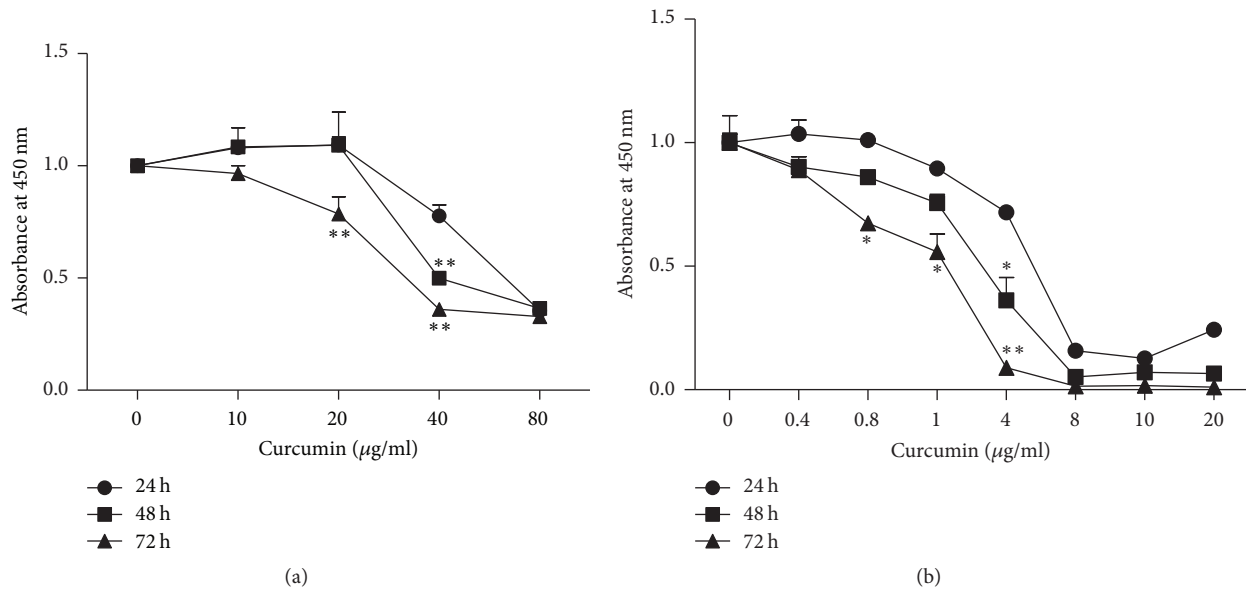 1.5
1.0
0.5
0.0
Absorbance at 450 nm
**
**
**
0 10 20 40 80
Curcumin (μg/ml)
24 h
48 h
72 h
(a)
1.5
1.0
0.5
0.0
Absorbance at 450 nm
*
*
*
**
0 0.4 0.8 1 4 8 10 20
Curcumin (μg/ml)
24 h
48 h
72 h
(b)